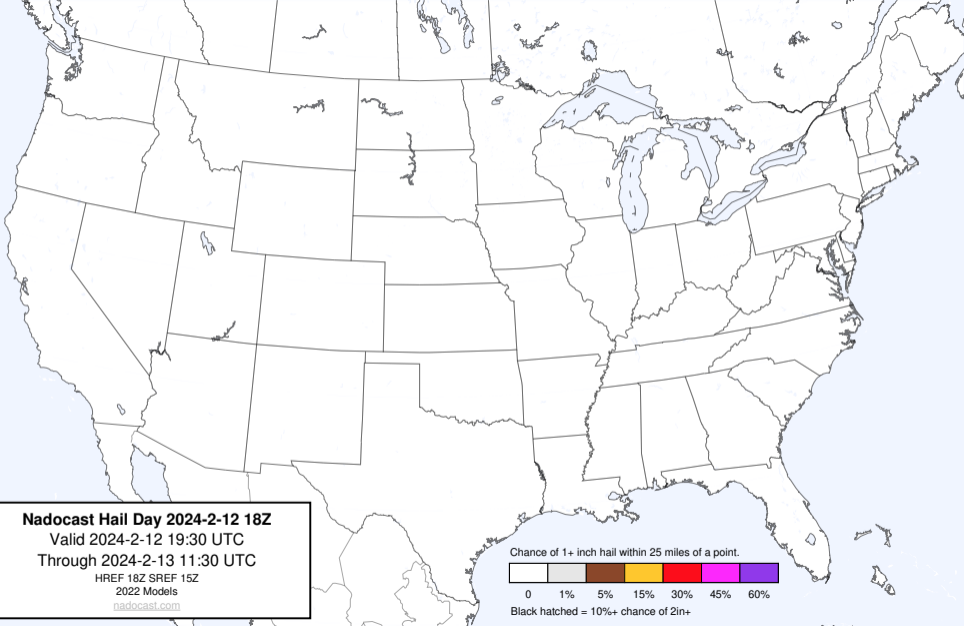 Nadocast Hail Day 2024-2-12 18Z
Valid 2024-2-12 19:30 UTC
Through 2024-2-13 11:30 UTC
HREF 18Z SREF 15Z
2022 Models
nadocast.com
Chance of 1+ inch hail within 25 miles of a point.
0 1% 5% 15% 30% 45% 60%
Black hatched = 10%+ chance of 2in+